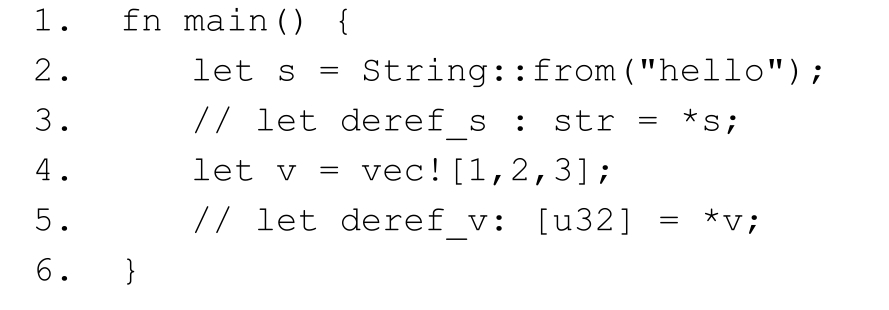 1. fn main() {
2. let s = String::from("hello");
3. // let deref_s : str = *s;
4. let v = vec![1,2,3];
5. // let deref_v: [u32] = *v;
6. }